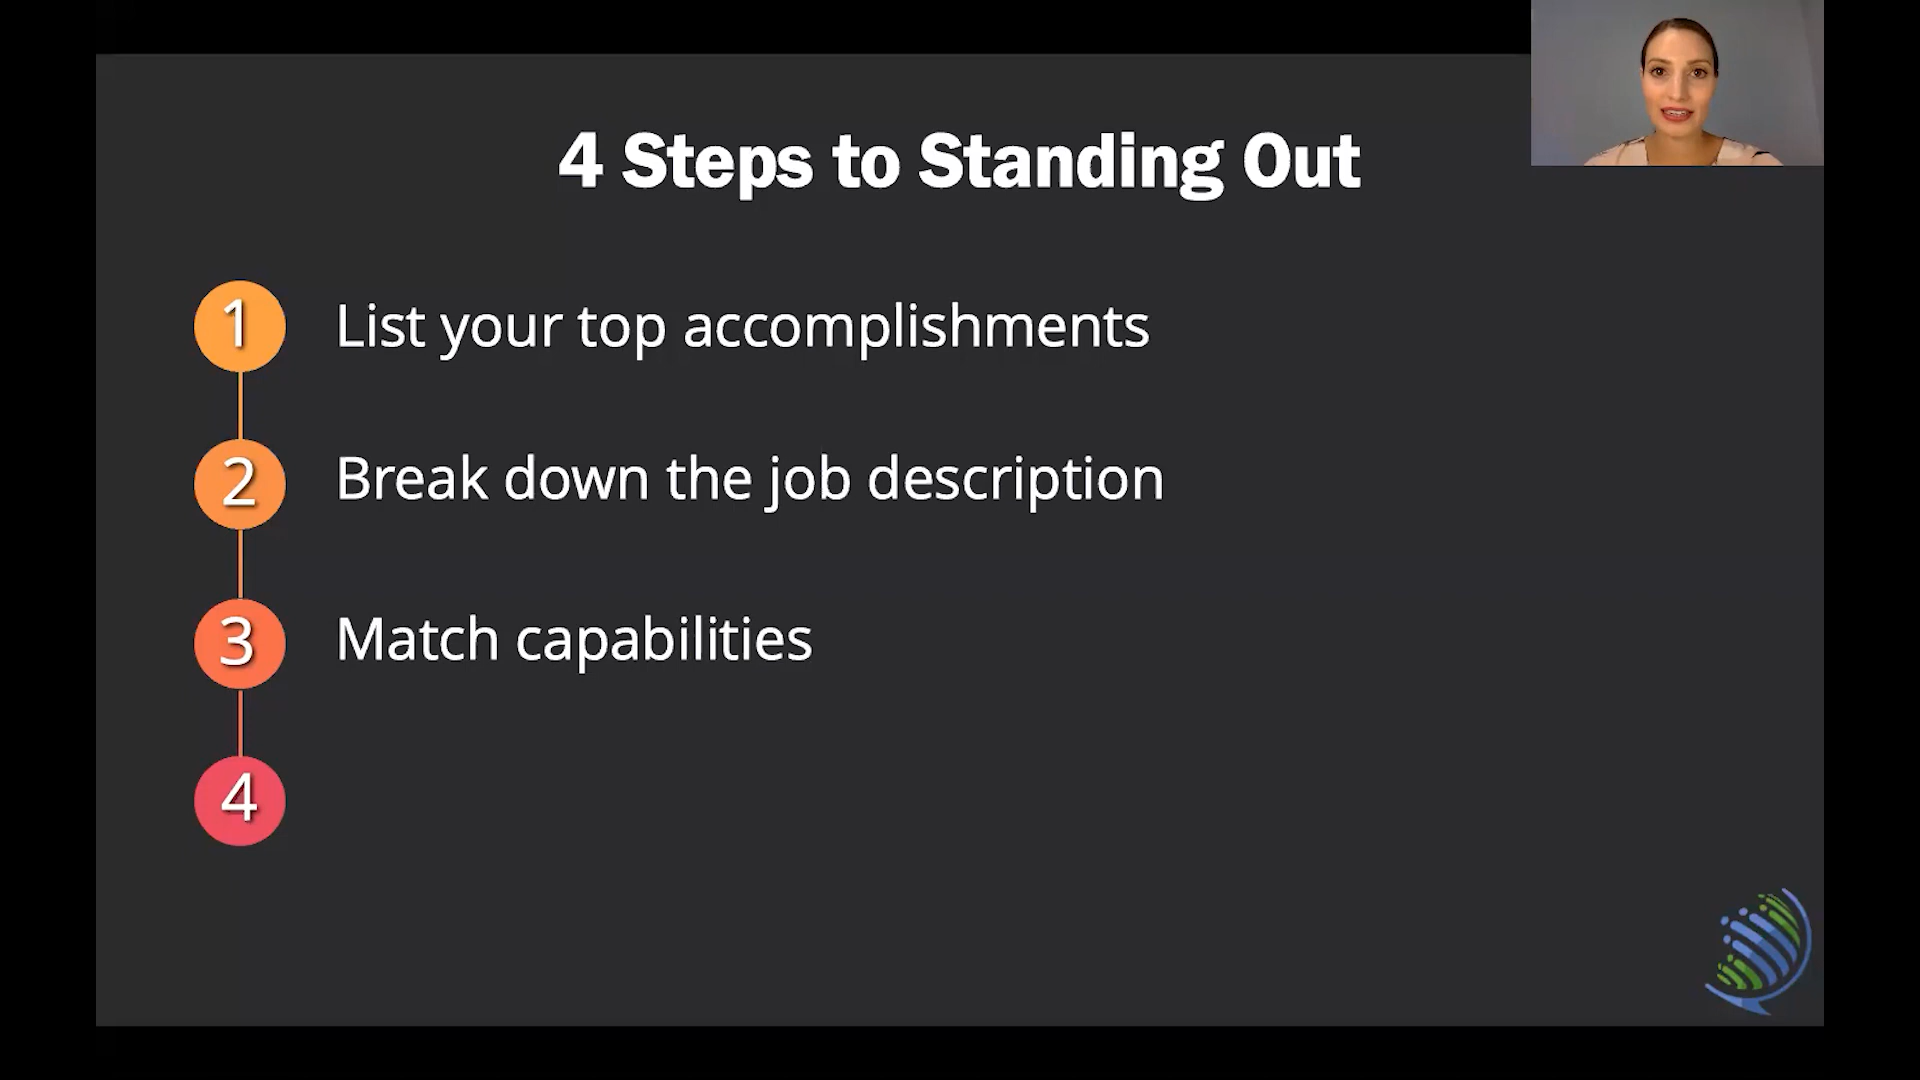 4 Steps to Standing Out
1 List your top accomplishments
2 Break down the job description
3 Match capabilities
4